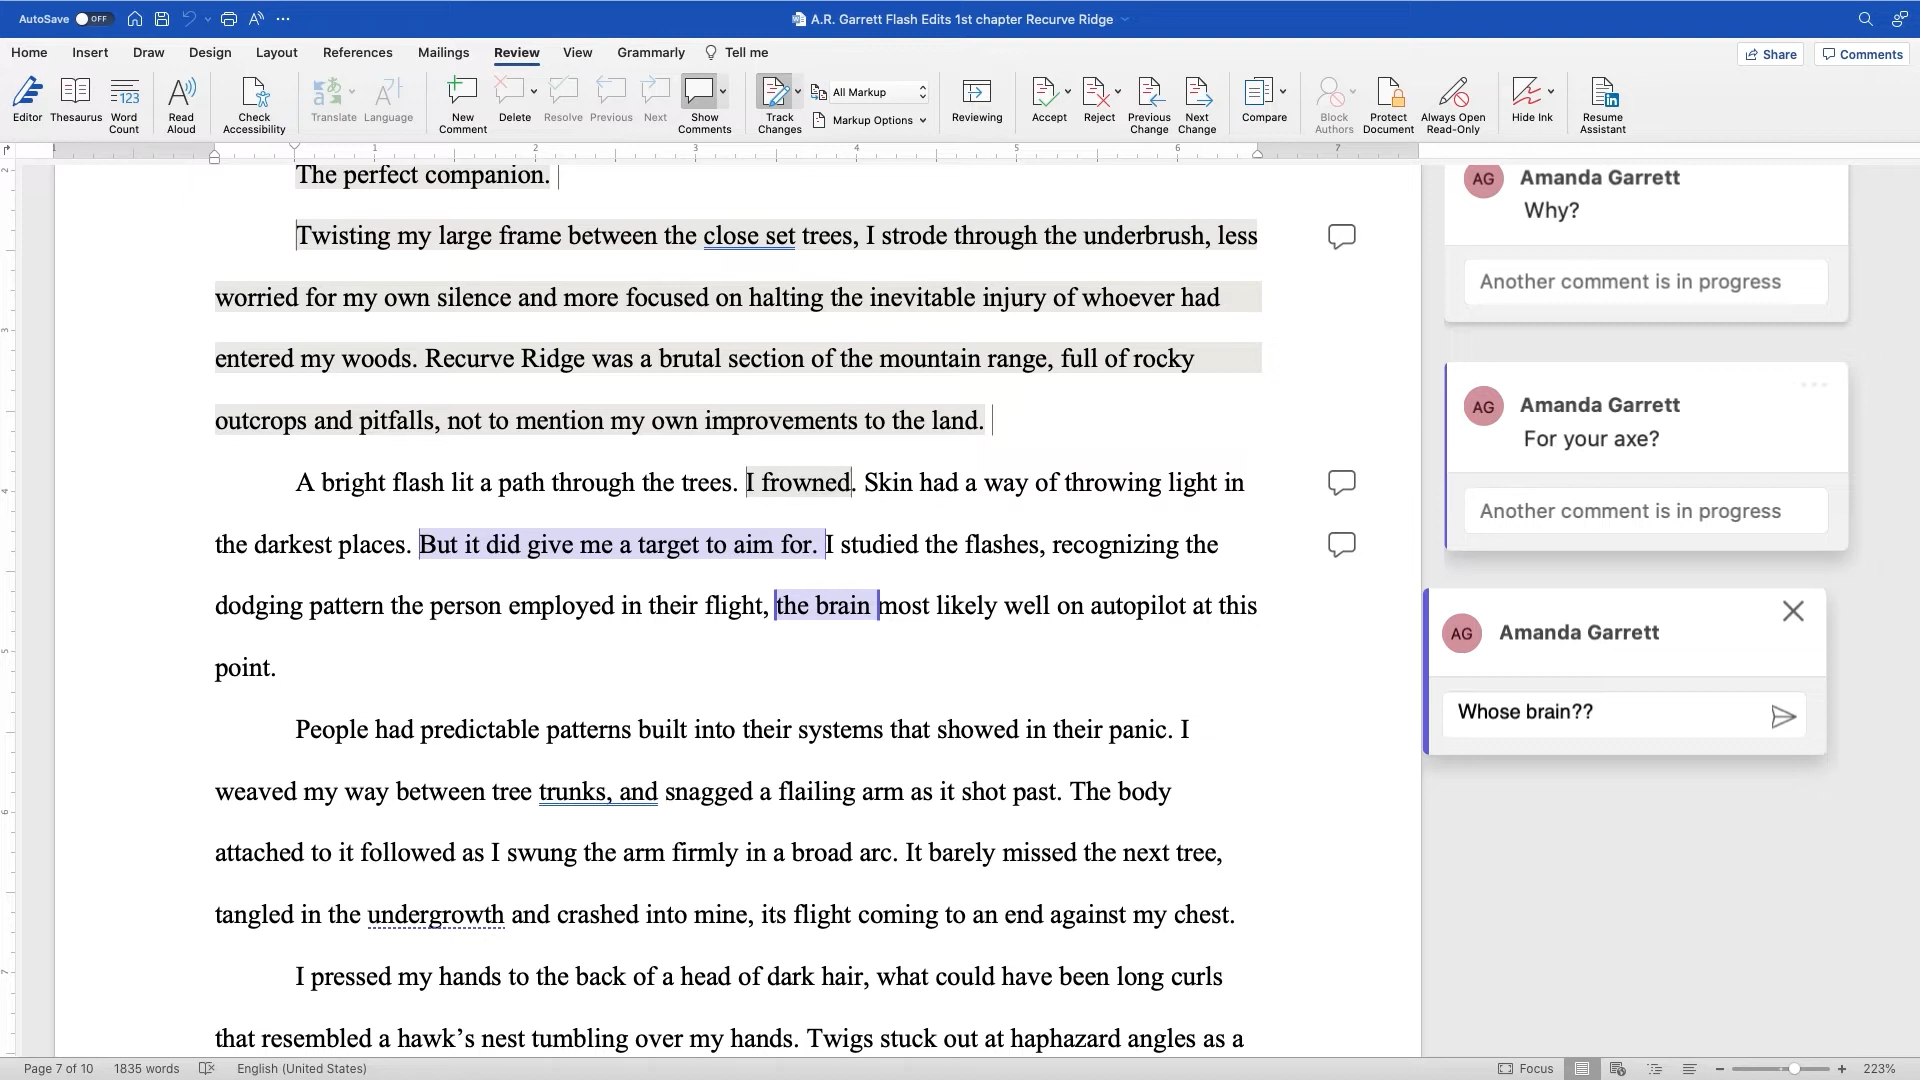 AutoSave OFF
A.R. Garrett Flash Edits 1st chapter Recurve Ridge
Home Insert Draw Design Layout References Mailings Review View Grammarly Tell me
Share Comments
Editor Thesaurus Word Count
Read Aloud
Check Accessibility
Translate Language
New Comment Delete Resolve Previous Next Show Comments
Track Changes
All Markup
Markup Options
Reviewing
Accept Reject Previous Change Next Change
Compare
Block Authors Protect Document Always Open Read-Only
Hide Ink
Resume Assistant
1 1 2 3 4 5 6 7
The perfect companion.
Twisting my large frame between the close set trees, I strode through the underbrush, less
worried for my own silence and more focused on halting the inevitable injury of whoever had
entered my woods. Recurve Ridge was a brutal section of the mountain range, full of rocky
outcrops and pitfalls, not to mention my own improvements to the land.
A bright flash lit a path through the trees. I frowned. Skin had a way of throwing light in
the darkest places. But it did give me a target to aim for. I studied the flashes, recognizing the
dodging pattern the person employed in their flight, the brain most likely well on autopilot at this
point.
People had predictable patterns built into their systems that showed in their panic. I
weaved my way between tree trunks, and snagged a flailing arm as it shot past. The body
attached to it followed as I swung the arm firmly in a broad arc. It barely missed the next tree,
tangled in the undergrowth and crashed into mine, its flight coming to an end against my chest.
I pressed my hands to the back of a head of dark hair, what could have been long curls
that resembled a hawk’s nest tumbling over my hands. Twigs stuck out at haphazard angles as a
AG Amanda Garrett
Why?
Another comment is in progress
AG Amanda Garrett
For your axe?
Another comment is in progress
AG Amanda Garrett
Whose brain??
Page 7 of 10 1835 words English (United States)
Focus 223%